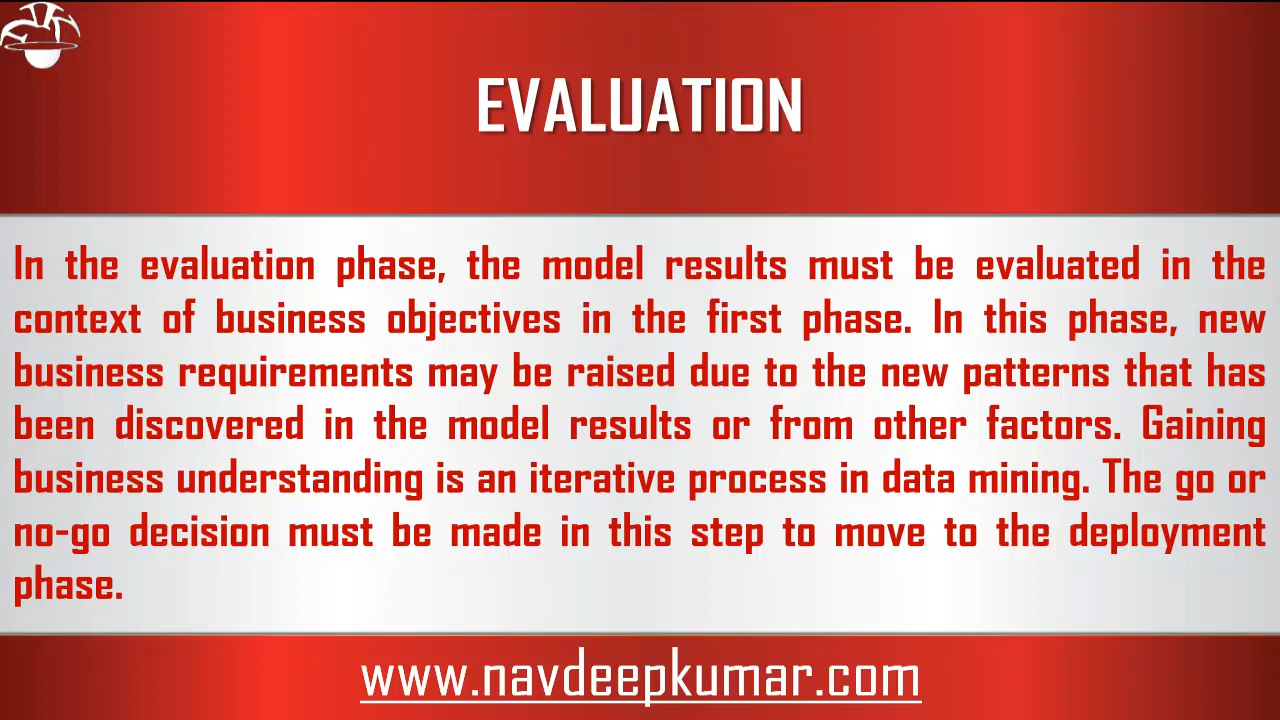 EVALUATION
In the evaluation phase, the model results must be evaluated in the
context of business objectives in the first phase. In this phase, new
business requirements may be raised due to the new patterns that has
been discovered in the model results or from other factors. Gaining
business understanding is an iterative process in data mining. The go or
no-go decision must be made in this step to move to the deployment
phase.
www.navdeepkumar.com